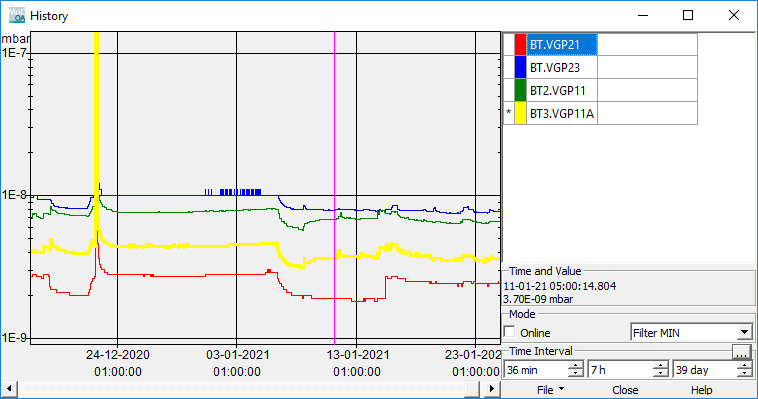 WinCC OA
History
mbar
1E-7
1E-8
1E-9
24-12-2020
01:00:00
03-01-2021
01:00:00
13-01-2021
01:00:00
23-01-202
01:00:00
BT.VGP21
BT.VGP23
BT2.VGP11
* BT3.VGP11A
Time and Value
11-01-21 05:00:14.804
3.70E-09 mbar
Mode
Online
Filter MIN
Time Interval
...
36 min
7 h
39 day
File
Close
Help